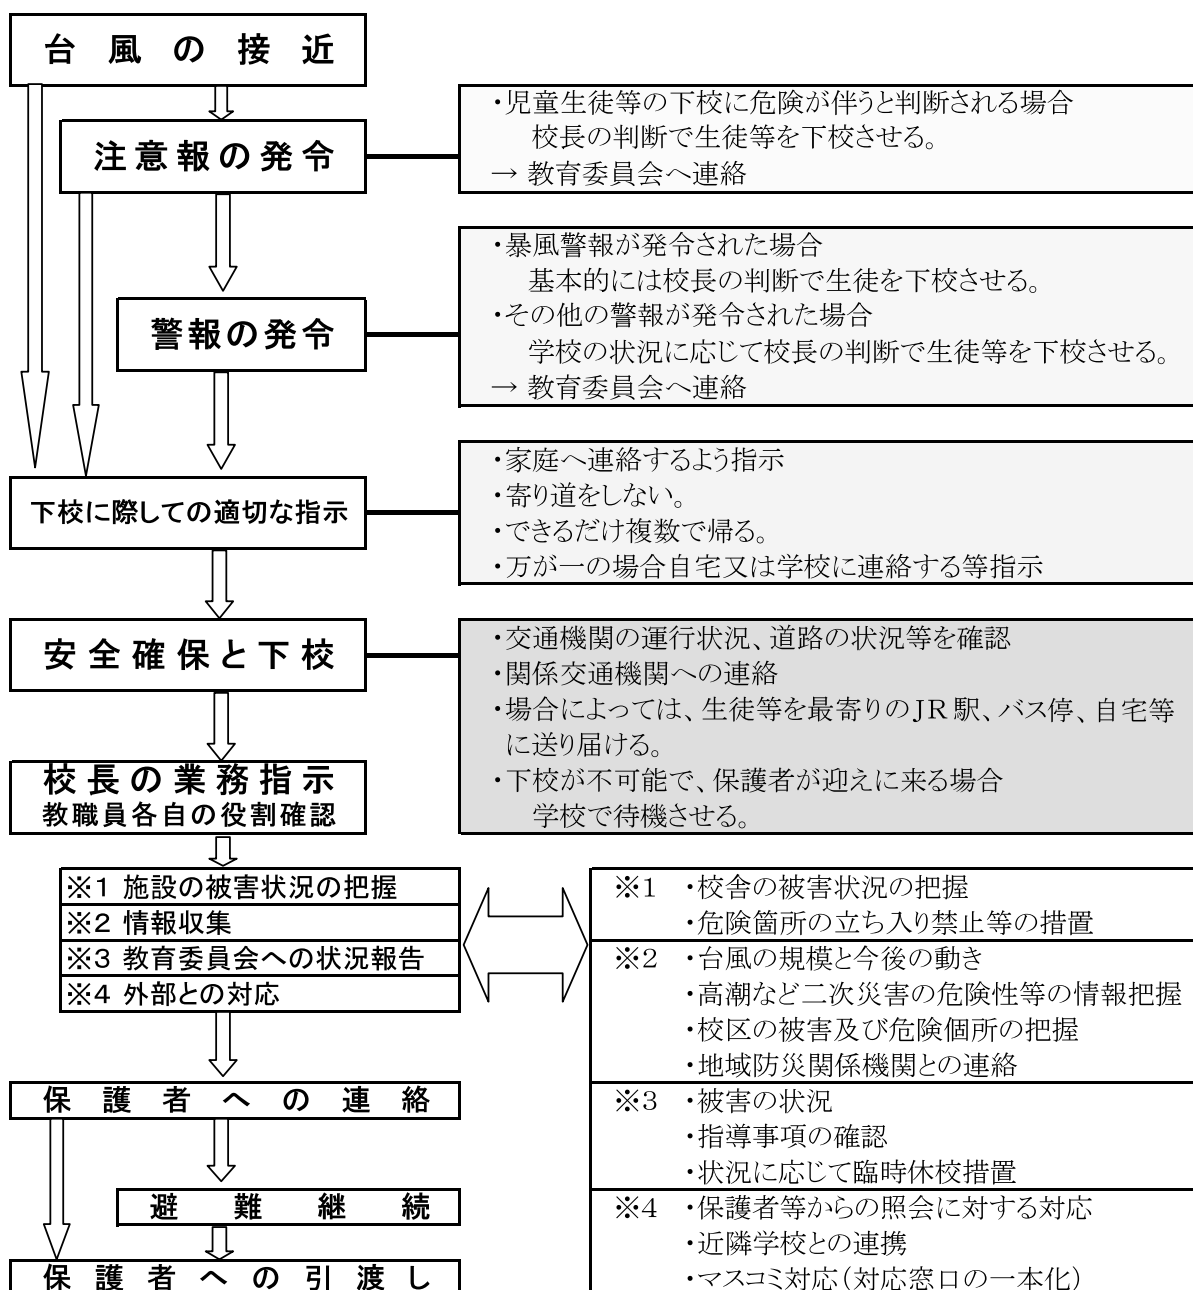 台風の接近
・児童生徒等の下校に危険が伴うと判断される場合
校長の判断で生徒等を下校させる。
→ 教育委員会へ連絡
注意報の発令
・暴風警報が発令された場合
基本的には校長の判断で生徒を下校させる。
・その他の警報が発令された場合
学校の状況に応じて校長の判断で生徒等を下校させる。
→ 教育委員会へ連絡
警報の発令
・家庭へ連絡するよう指示
・寄り道をしない。
・できるだけ複数で帰る。
・万が一の場合自宅又は学校に連絡する等指示
下校に際しての適切な指示
安全確保と下校
・交通機関の運行状況、道路の状況等を確認
・関係交通機関への連絡
・場合によっては、生徒等を最寄りのJR駅、バス停、自宅等
に送り届ける。
・下校が不可能で、保護者が迎えに来る場合
学校で待機させる。
校長の業務指示
教職員各自の役割確認
※1 施設の被害状況の把握
※2 情報収集
※3 教育委員会への状況報告
※4 外部との対応
※1 ・校舎の被害状況の把握
・危険箇所の立ち入り禁止等の措置
※2 ・台風の規模と今後の動き
・高潮など二次災害の危険性等の情報把握
・校区の被害及び危険個所の把握
・地域防災関係機関との連絡
※3 ・被害の状況
・指導事項の確認
・状況に応じて臨時休校措置
※4 ・保護者等からの照会に対する対応
・近隣学校との連携
・マスコミ対応(対応窓口の一本化)
保護者への連絡
避難継続
保護者への引渡し